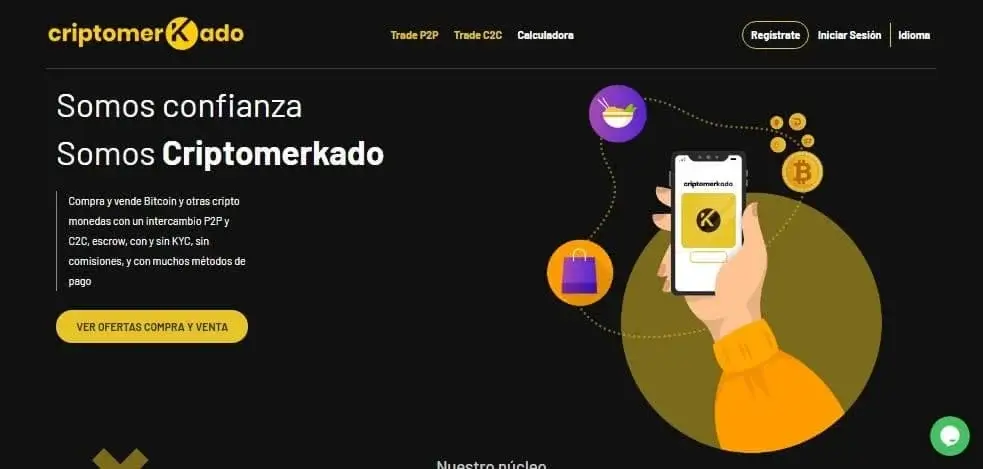 criptomerKado
Trade P2P
Trade C2C
Calculadora
Regístrate
Iniciar Sesión
Idioma
Somos confianza
Somos Criptomerkado
Compra y vende Bitcoin y otras cripto
monedas con un intercambio P2P y
C2C, escrow, con y sin KYC, sin
comisiones, y con muchos métodos de
pago
VER OFERTAS COMPRA Y VENTA
criptomerkado
K
Nuestro núcleo